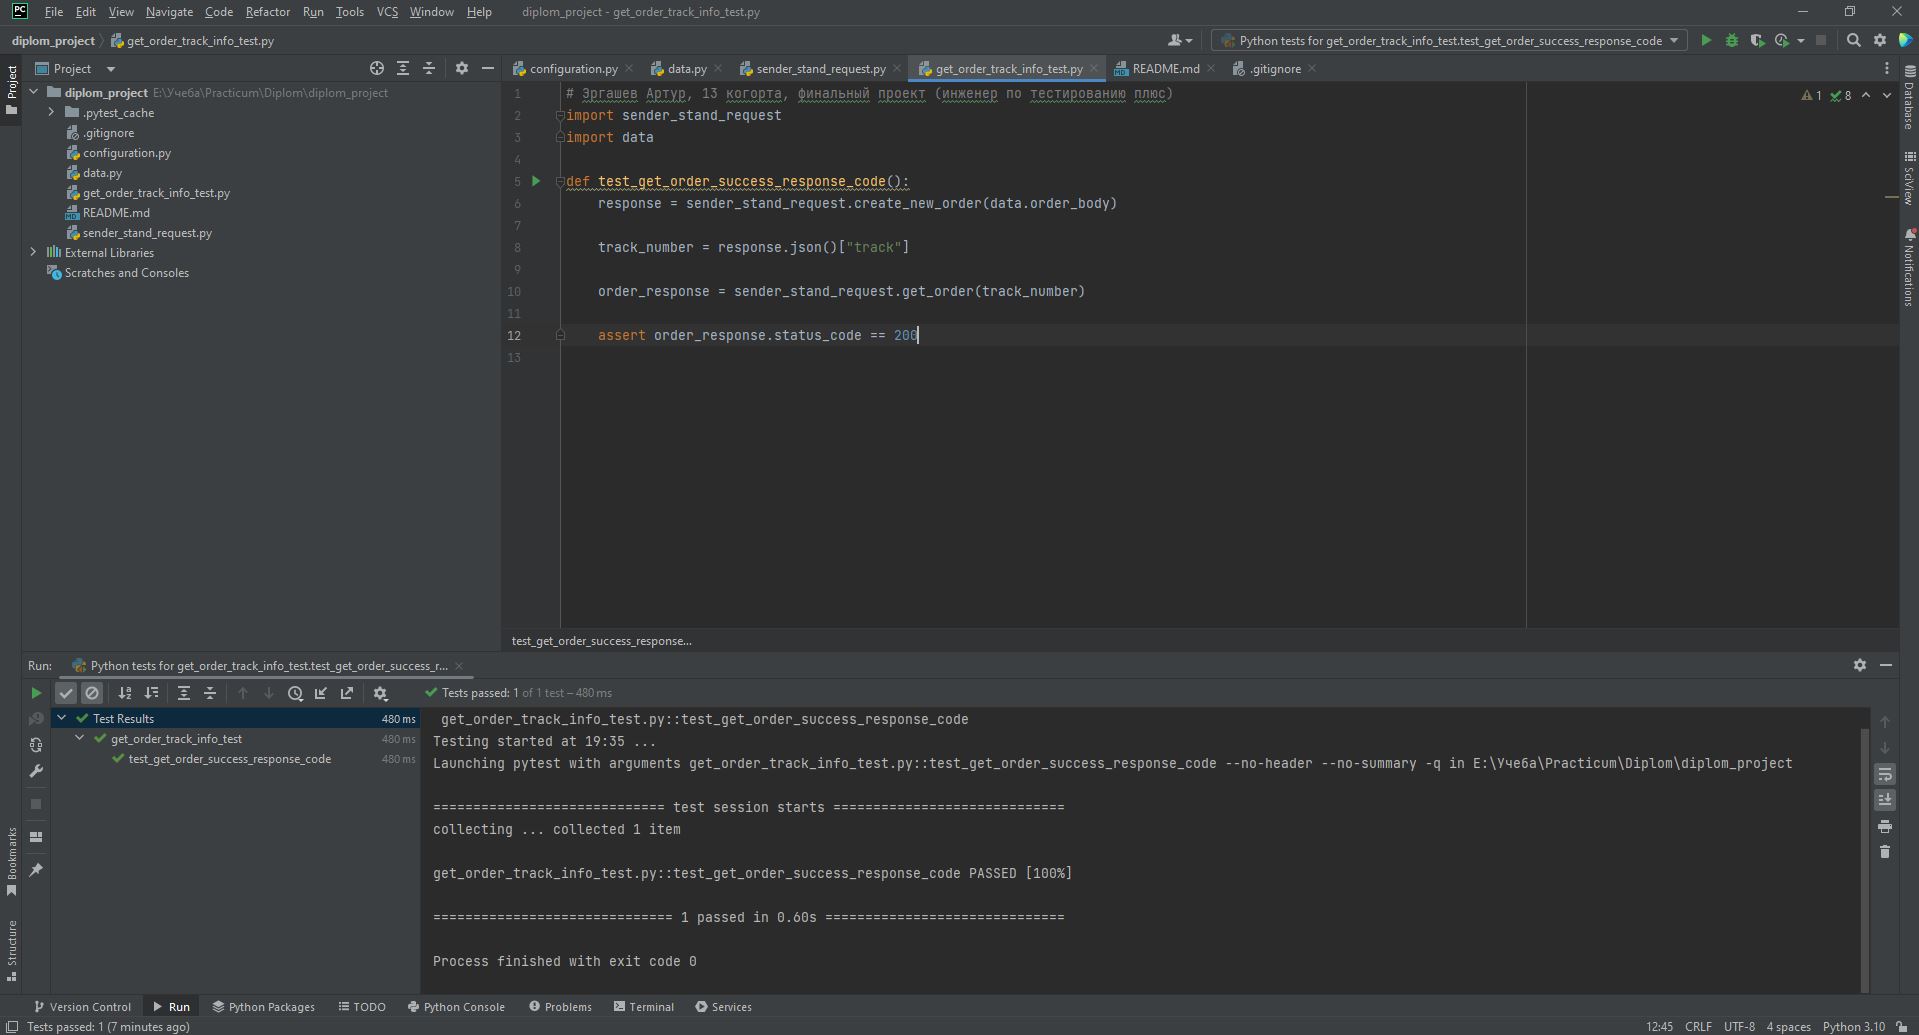 PC File Edit View Navigate Code Refactor Run Tools VCS Window Help diplom_project - get_order_track_info_test.py
diplom_project get_order_track_info_test.py Python tests for get_order_track_info_test.test_get_order_success_response_code
Project
Project
configuration.py data.py sender_stand_request.py get_order_track_info_test.py README.md .gitignore
diplom_project E:\Учеба\Practicum\Diplom\diplom_project
.pytest_cache
.gitignore
configuration.py
data.py
get_order_track_info_test.py
README.md
sender_stand_request.py
External Libraries
Scratches and Consoles
1 # Эргашев Артур, 13 когорта, финальный проект (инженер по тестированию плюс)
2 import sender_stand_request
3 import data
4
5 def test_get_order_success_response_code():
6 response = sender_stand_request.create_new_order(data.order_body)
7
8 track_number = response.json()["track"]
9
10 order_response = sender_stand_request.get_order(track_number)
11
12 assert order_response.status_code == 200
13
1 8
Database
SciView
Notifications
test_get_order_success_response...
Run: Python tests for get_order_track_info_test.test_get_order_success_r...
Tests passed: 1 of 1 test – 480 ms
Test Results 480 ms
get_order_track_info_test 480 ms
test_get_order_success_response_code 480 ms
get_order_track_info_test.py::test_get_order_success_response_code
Testing started at 19:35 ...
Launching pytest with arguments get_order_track_info_test.py::test_get_order_success_response_code --no-header --no-summary -q in E:\Учеба\Practicum\Diplom\diplom_project
============================= test session starts =============================
collecting ... collected 1 item
get_order_track_info_test.py::test_get_order_success_response_code PASSED [100%]
============================== 1 passed in 0.60s ==============================
Process finished with exit code 0
Bookmarks
Structure
Version Control Run Python Packages TODO Python Console Problems Terminal Services
Tests passed: 1 (7 minutes ago) 12:45 CRLF UTF-8 4 spaces Python 3.10